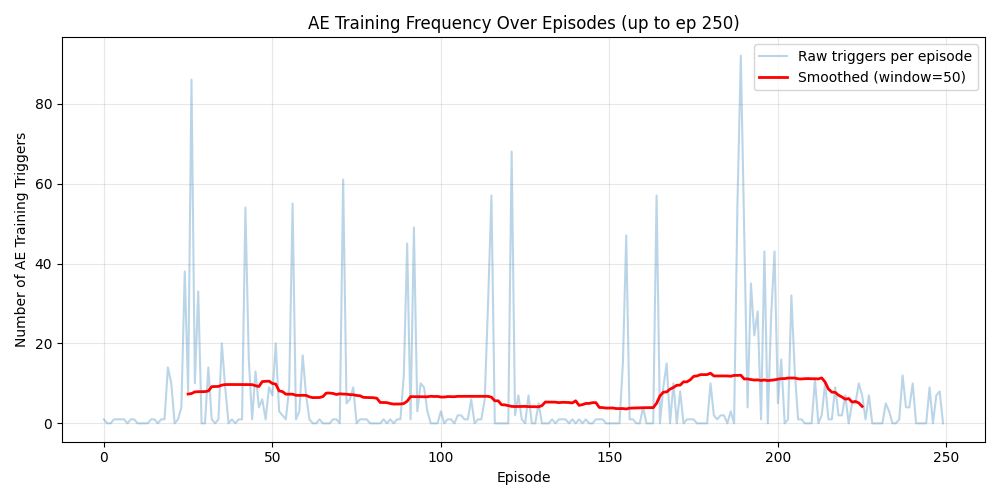 AE Training Frequency Over Episodes (up to ep 250)
Raw triggers per episode
Smoothed (window=50)
Number of AE Training Triggers
80
60
40
20
0
0 50 100 150 200 250
Episode